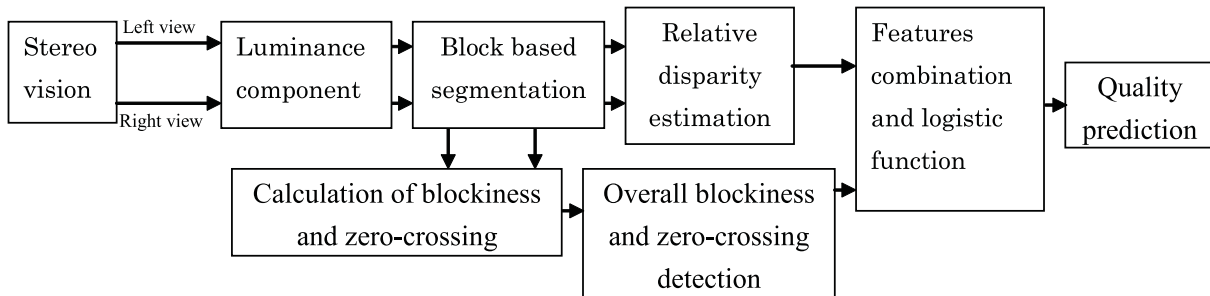 Stereo
vision
Left view
Right view
Luminance
component
Block based
segmentation
Relative
disparity
estimation
Features
combination
and logistic
function
Quality
prediction
Calculation of blockiness
and zero-crossing
Overall blockiness
and zero-crossing
detection